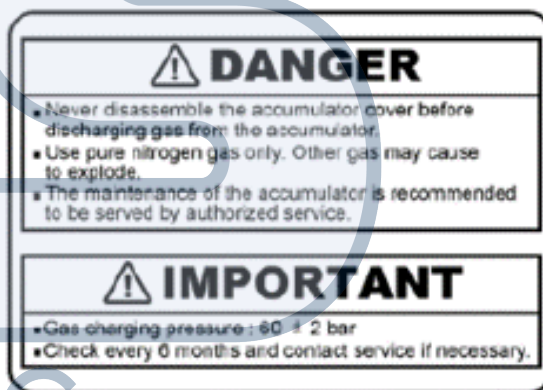 ⚠ DANGER
▪ Never disassemble the accumulator cover before
discharging gas from the accumulator.
▪ Use pure nitrogen gas only. Other gas may cause
to explode.
▪ The maintenance of the accumulator is recommended
to be served by authorized service.
⚠ IMPORTANT
▪ Gas charging pressure : 60 ± 2 bar
▪ Check every 6 months and contact service if necessary.